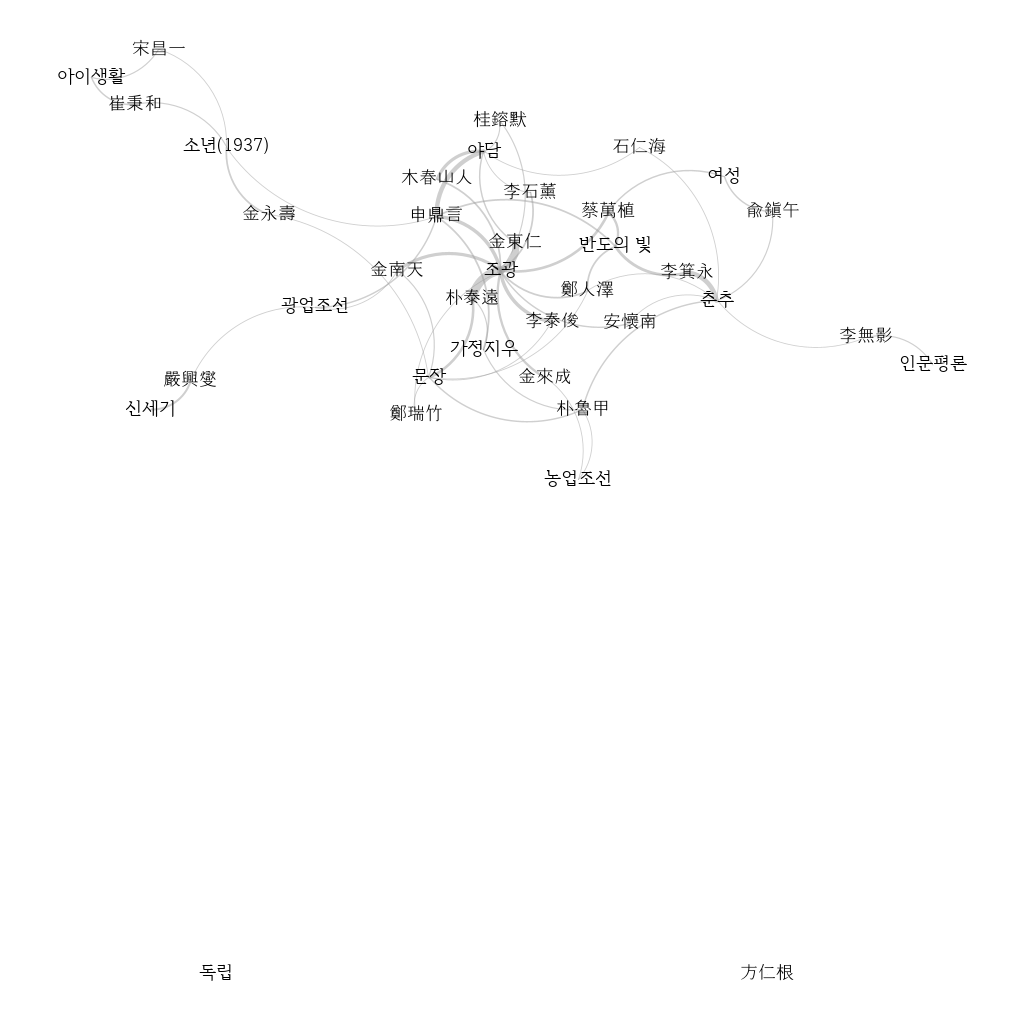 宋昌一
아이생활
崔秉和
桂鎔默
소년(1937)
야담
石仁海
木春山人
여성
李石薰
金永壽
申鼎言
蔡萬植
兪鎭午
金東仁
반도의 빛
金南天
조광
李箕永
鄭人澤
朴泰遠
춘추
광업조선
李泰俊
安懷南
李無影
가정지우
인문평론
嚴興燮
문장
金來成
신세기
鄭瑞竹
朴魯甲
농업조선
독립
方仁根